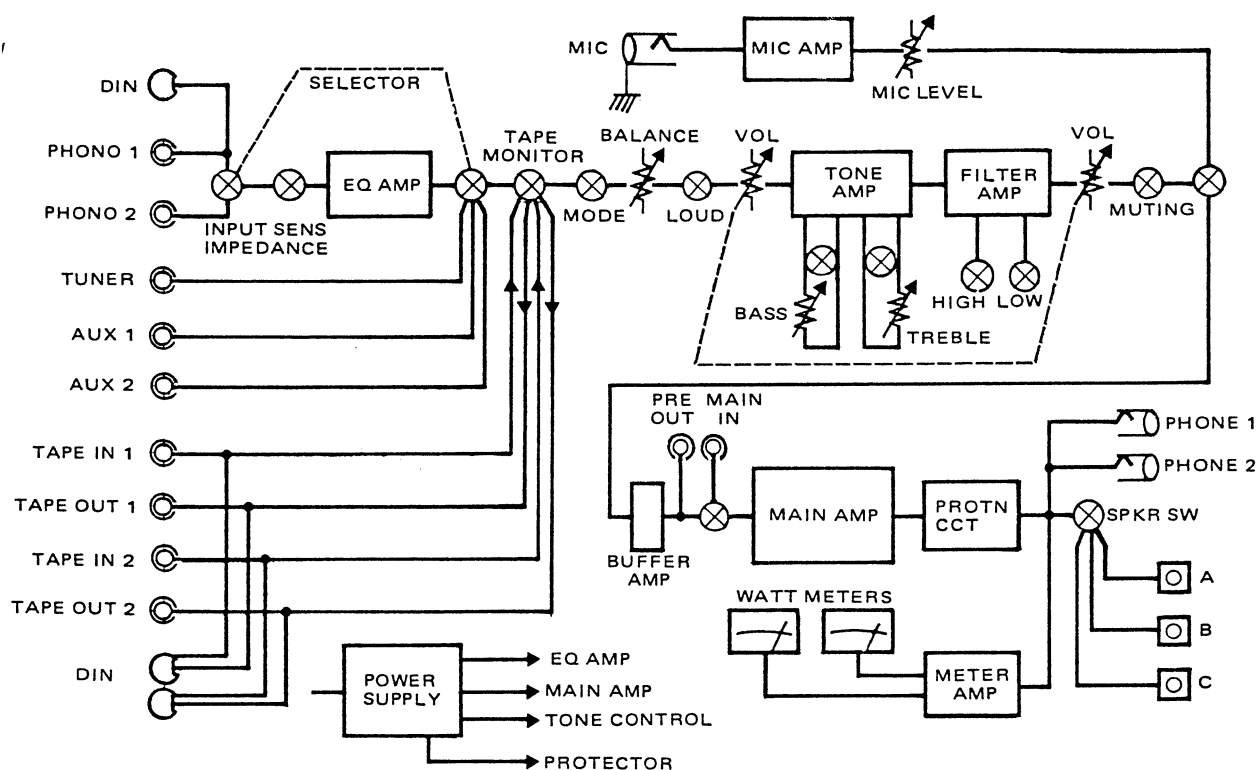 MIC
MIC AMP
MIC LEVEL
DIN
SELECTOR
PHONO 1
PHONO 2
INPUT SENS
IMPEDANCE
EQ AMP
TAPE
MONITOR
MODE
BALANCE
LOUD
VOL
TONE
AMP
BASS
TREBLE
FILTER
AMP
HIGH
LOW
VOL
MUTING
TUNER
AUX 1
AUX 2
TAPE IN 1
TAPE OUT 1
TAPE IN 2
TAPE OUT 2
DIN
PRE
OUT
MAIN
IN
BUFFER
AMP
MAIN AMP
PROTN
CCT
PHONE 1
PHONE 2
SPKR SW
A
B
C
WATT METERS
METER
AMP
POWER
SUPPLY
EQ AMP
MAIN AMP
TONE CONTROL
PROTECTOR